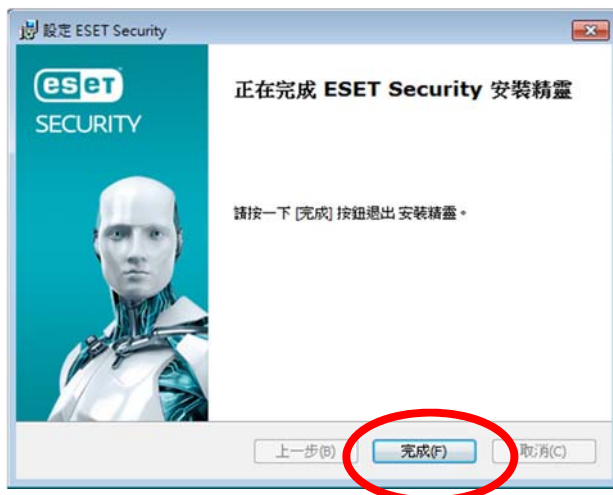 設定 ESET Security
eseT
SECURITY
正在完成 ESET Security 安裝精靈
請按一下 [完成] 按鈕退出 安裝精靈。
上一步(B)
完成(F)
取消(C)